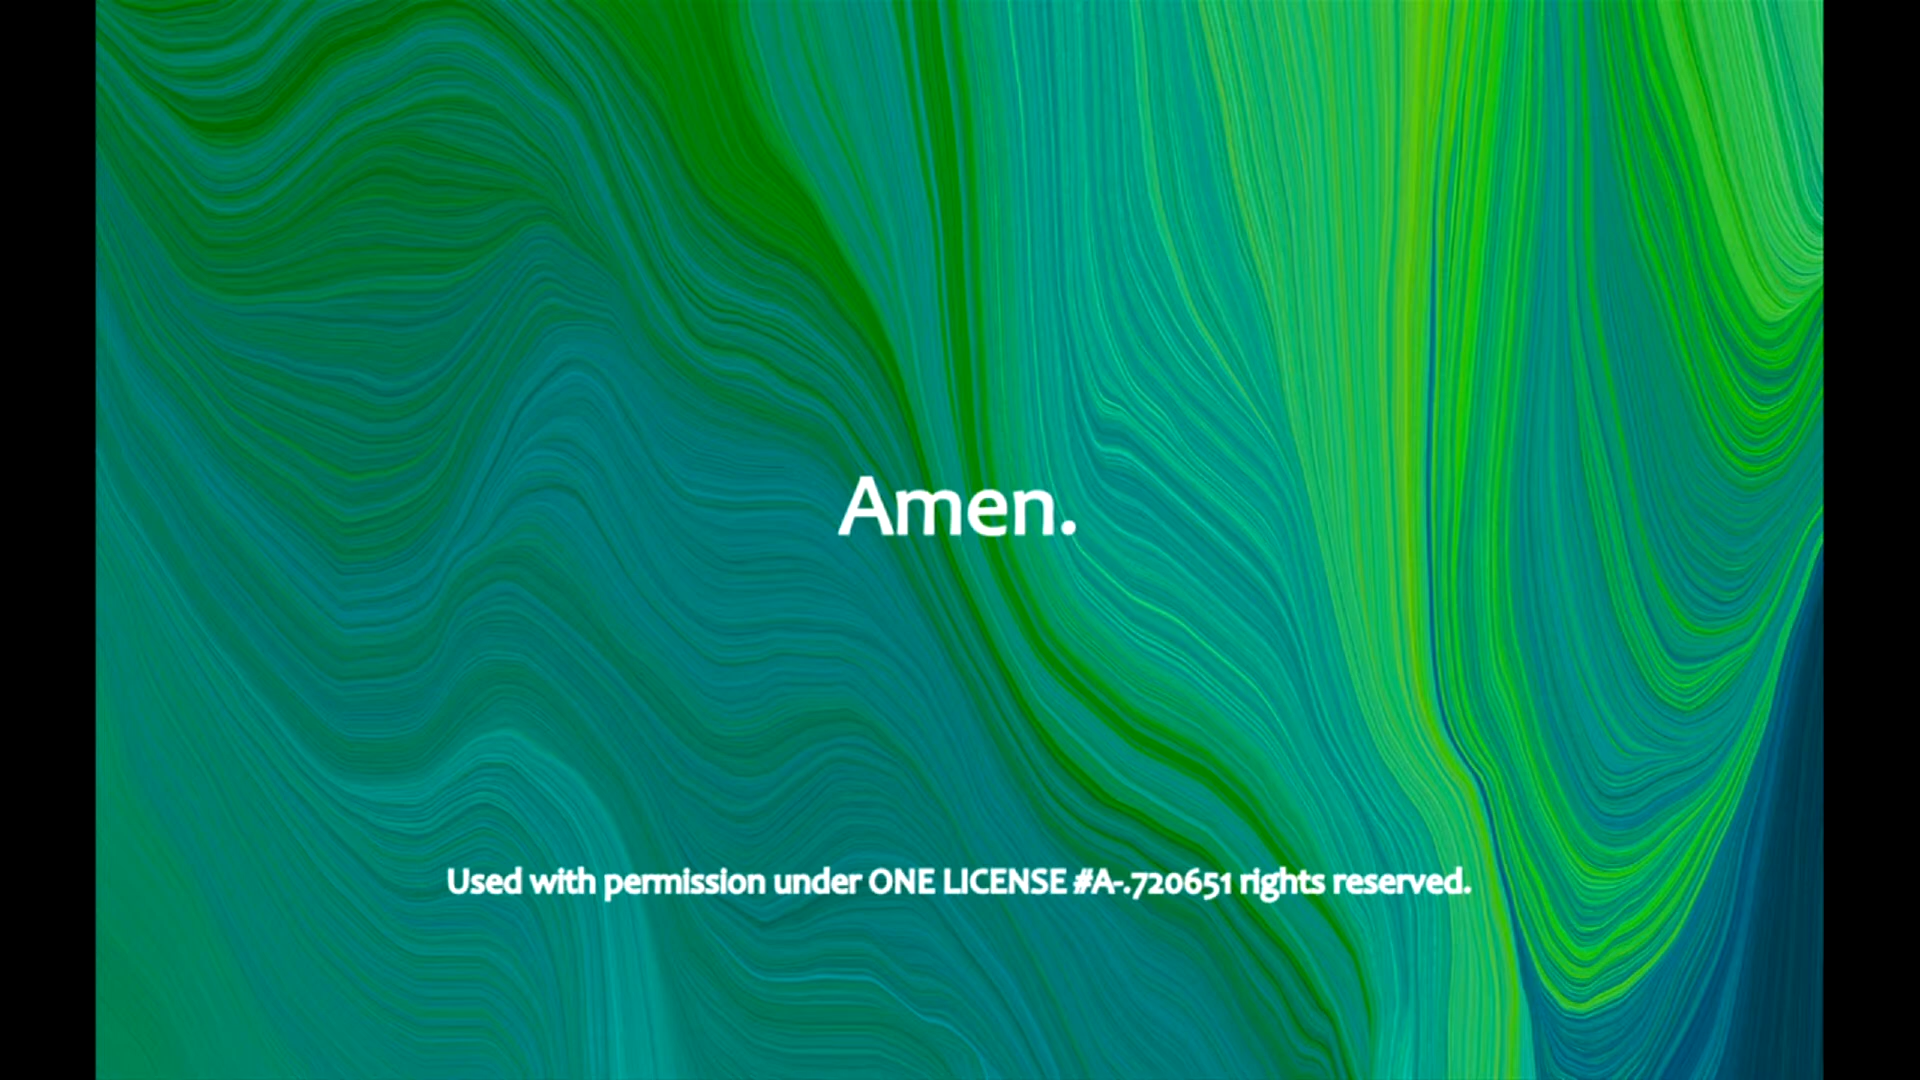 Amen.
Used with permission under ONE LICENSE #A-.720651 rights reserved.